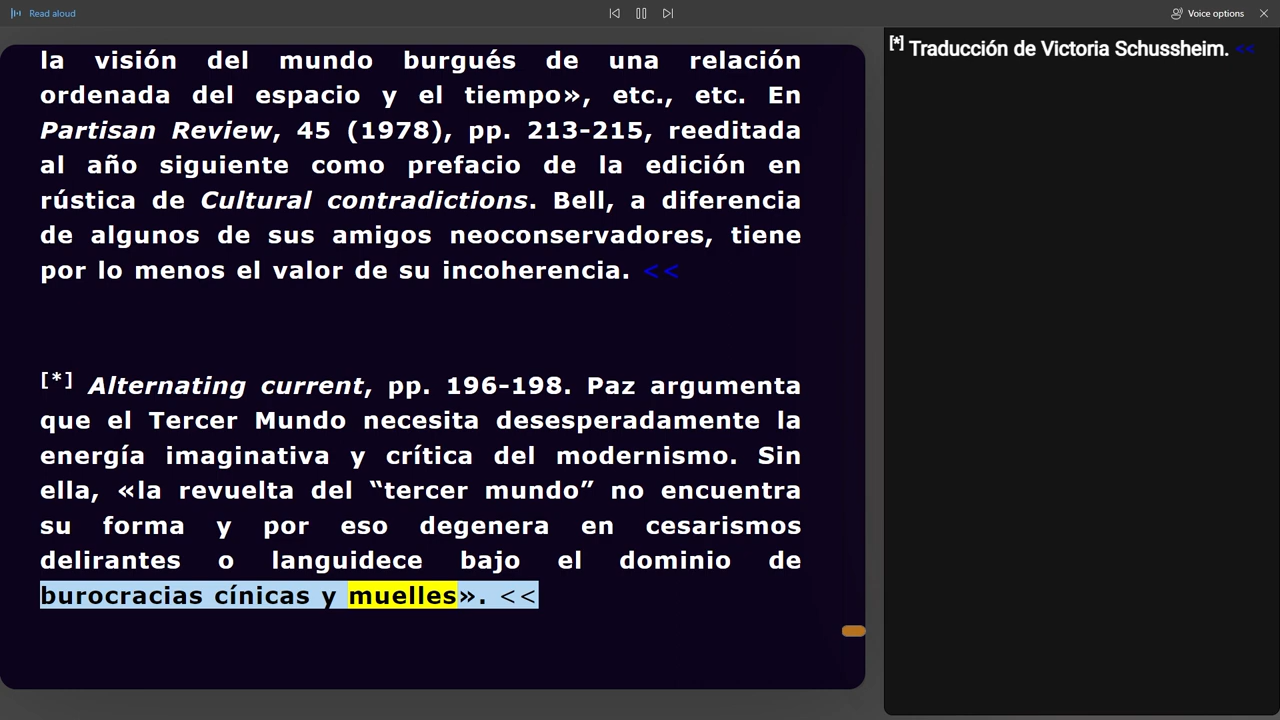 Read aloud
Voice options
la visión del mundo burgués de una relación
ordenada del espacio y el tiempo», etc., etc. En
Partisan Review, 45 (1978), pp. 213-215, reeditada
al año siguiente como prefacio de la edición en
rústica de Cultural contradictions. Bell, a diferencia
de algunos de sus amigos neoconservadores, tiene
por lo menos el valor de su incoherencia. <<
[*] Alternating current, pp. 196-198. Paz argumenta
que el Tercer Mundo necesita desesperadamente la
energía imaginativa y crítica del modernismo. Sin
ella, «la revuelta del “tercer mundo” no encuentra
su forma y por eso degenera en cesarismos
delirantes o languidece bajo el dominio de
burocracias cínicas y muelles». <<
[*] Traducción de Victoria Schussheim. <<